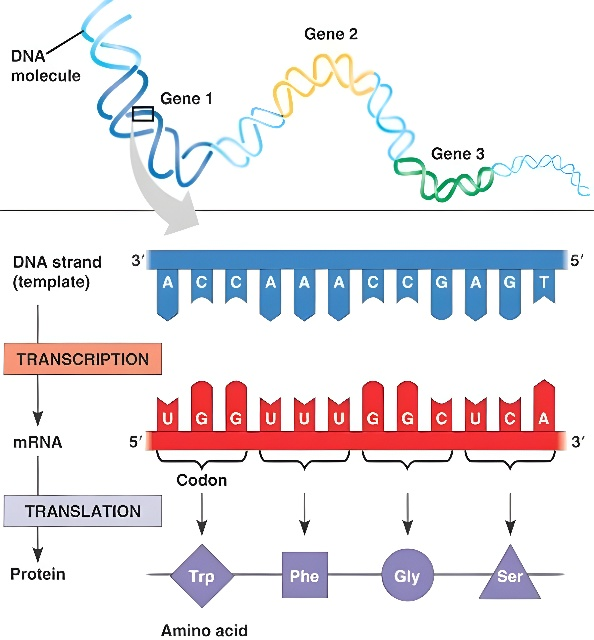 DNA
molecule
Gene 1
Gene 2
Gene 3
DNA strand
(template)
3′ 5′
A C C A A A C C G A G T
TRANSCRIPTION
U G G U U U G G C U C A
mRNA
5′ 3′
Codon
TRANSLATION
Protein
Trp Phe Gly Ser
Amino acid